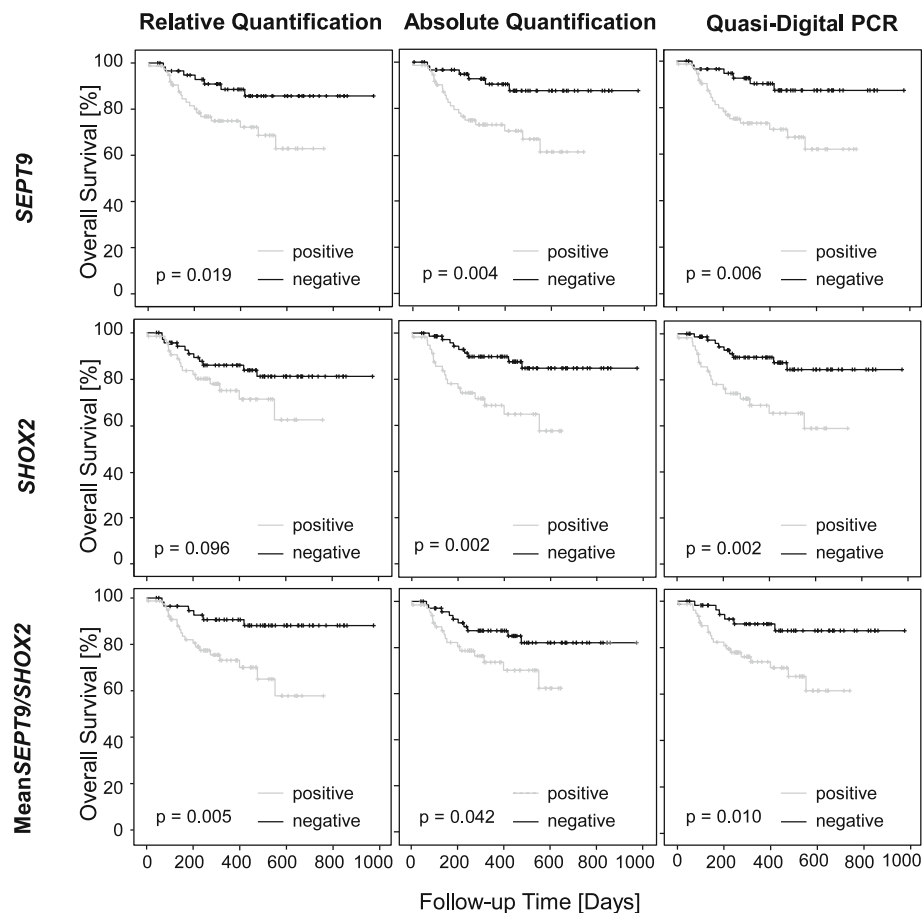 Relative Quantification Absolute Quantification Quasi-Digital PCR
SEPT9
Overall Survival [%]
100
80
60
40
20
0
positive
negative
p = 0.019
positive
negative
p = 0.004
positive
negative
p = 0.006
SHOX2
Overall Survival [%]
100
80
60
40
20
0
positive
negative
p = 0.096
positive
negative
p = 0.002
positive
negative
p = 0.002
MeanSEPT9/SHOX2
Overall Survival [%]
100
80
60
40
20
0
positive
negative
p = 0.005
positive
negative
p = 0.042
positive
negative
p = 0.010
0 200 400 600 800 1000 0 200 400 600 800 1000 0 200 400 600 800 1000
Follow-up Time [Days]